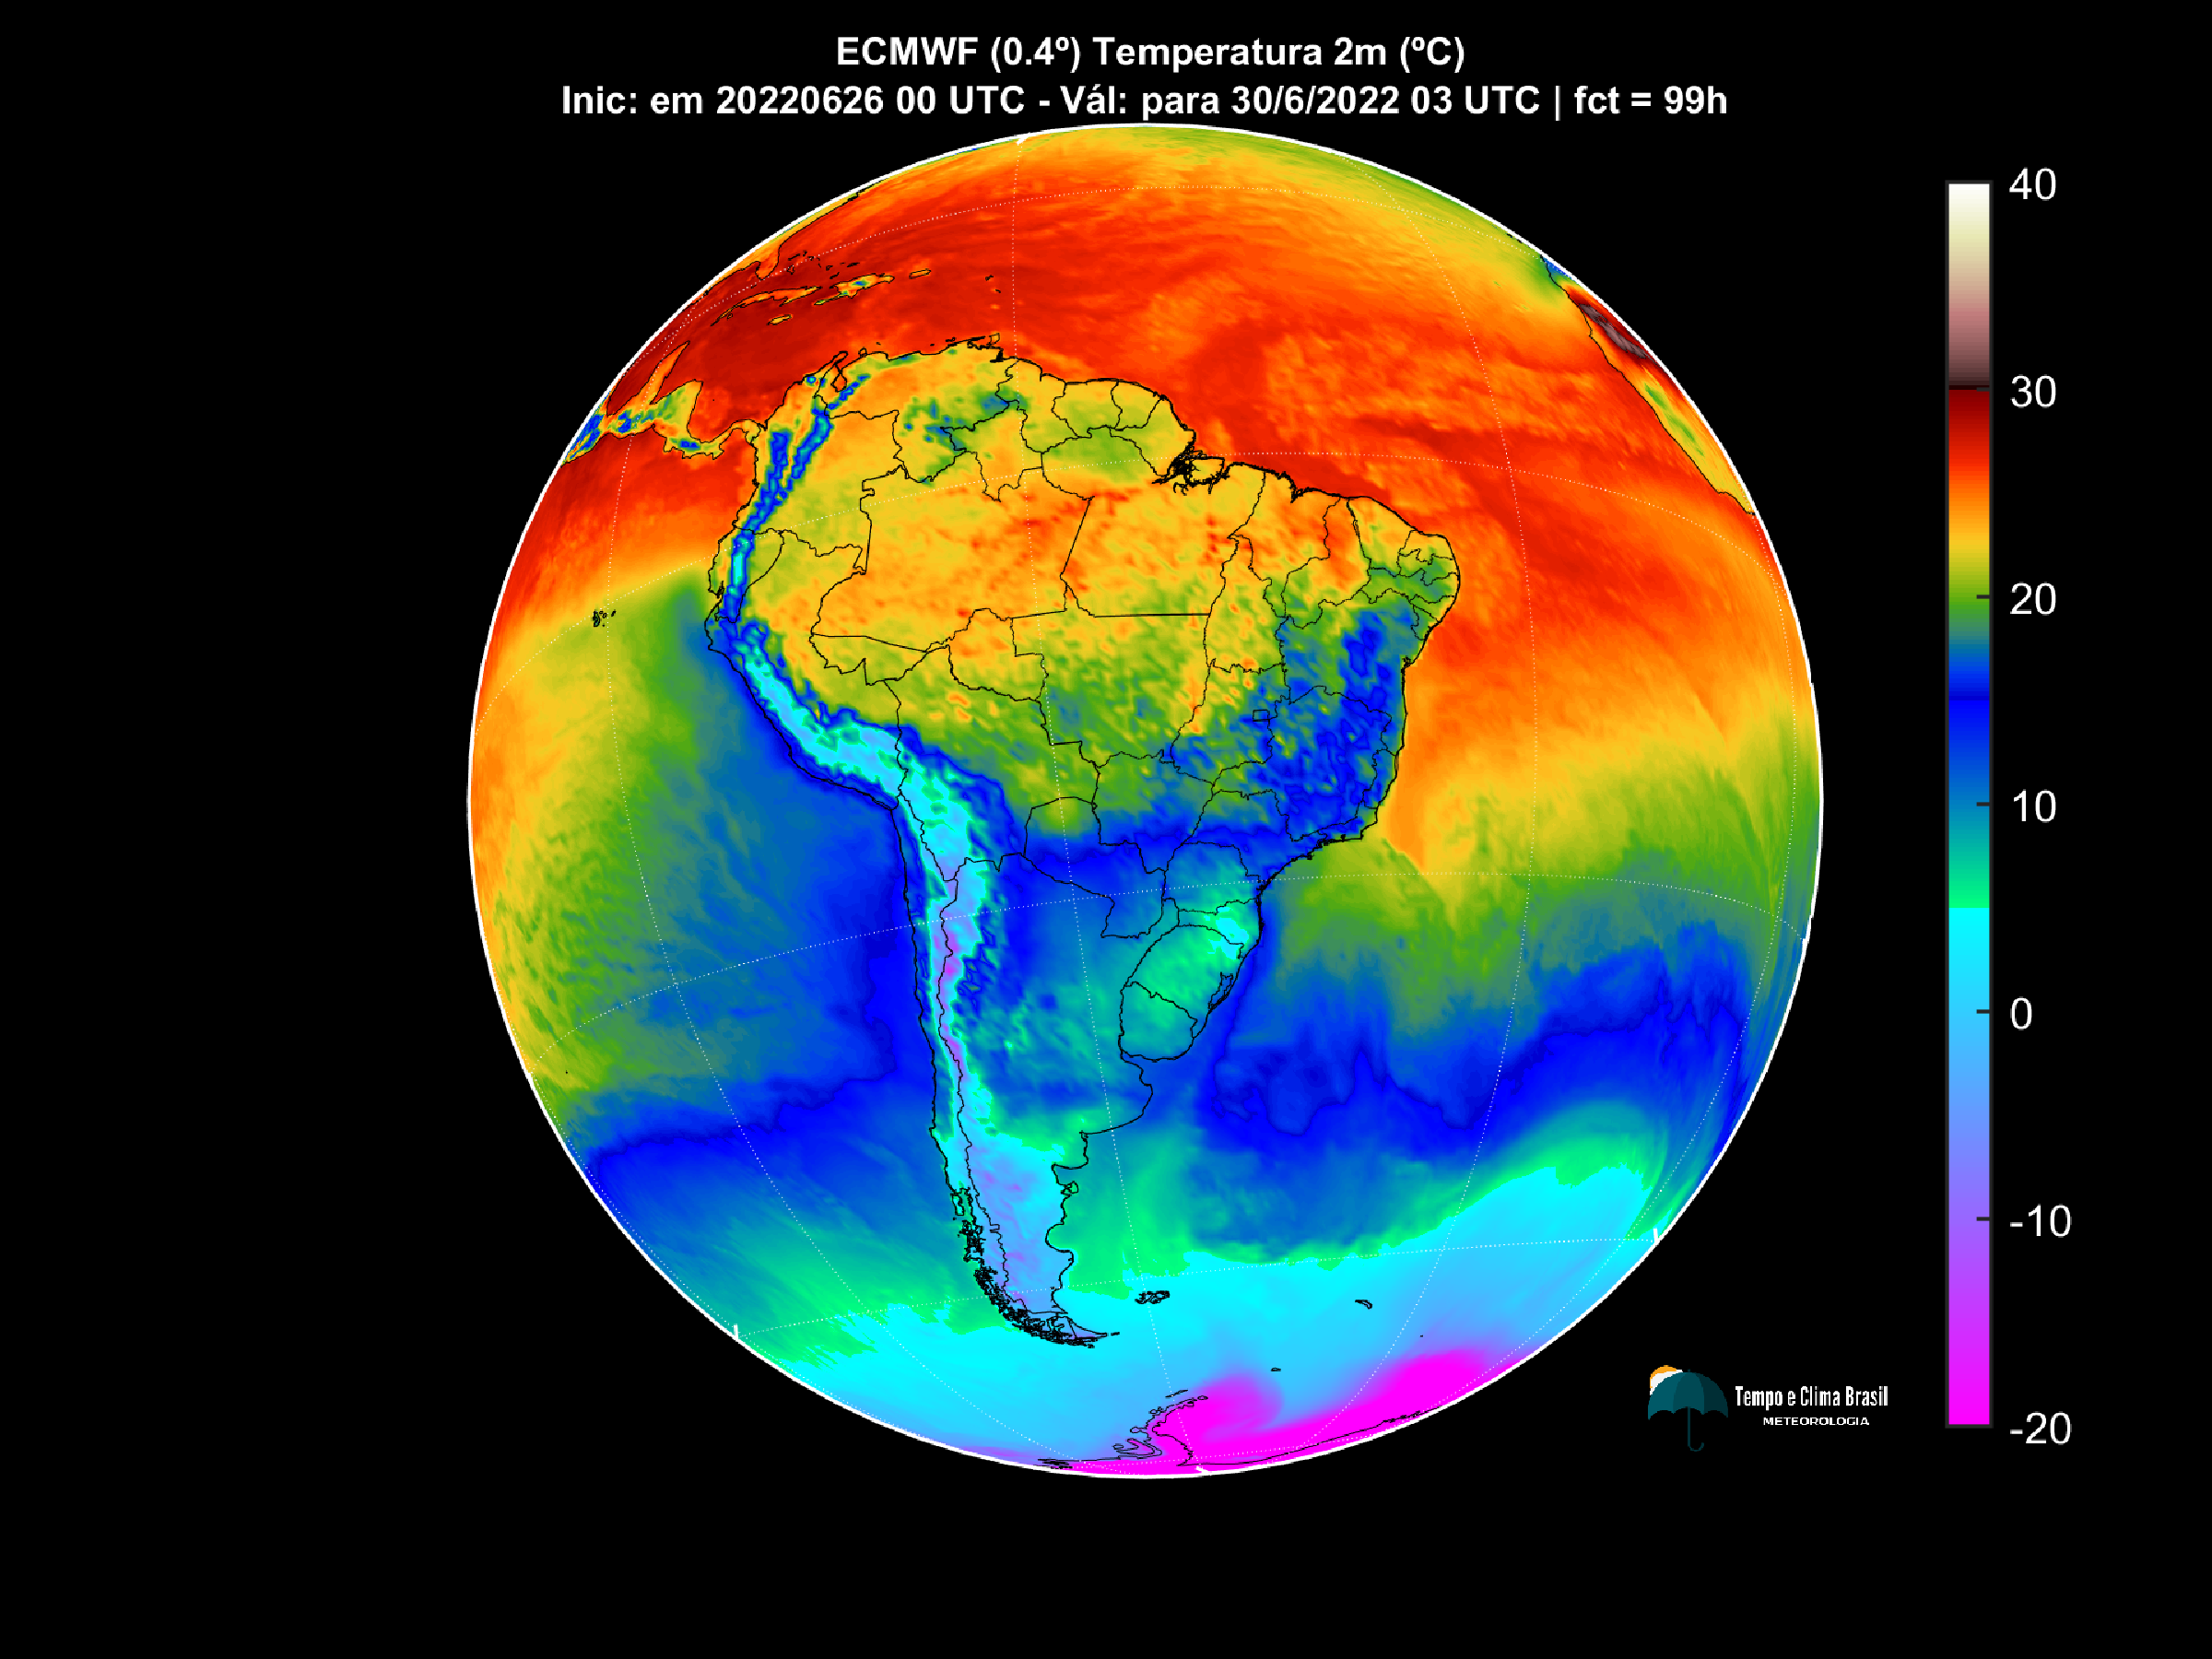 ECMWF (0.4º) Temperatura 2m (ºC)
Inic: em 20220626 00 UTC - Vál: para 30/6/2022 03 UTC | fct = 99h
40
30
20
10
0
-10
-20
Tempo e Clima Brasil
METEOROLOGIA